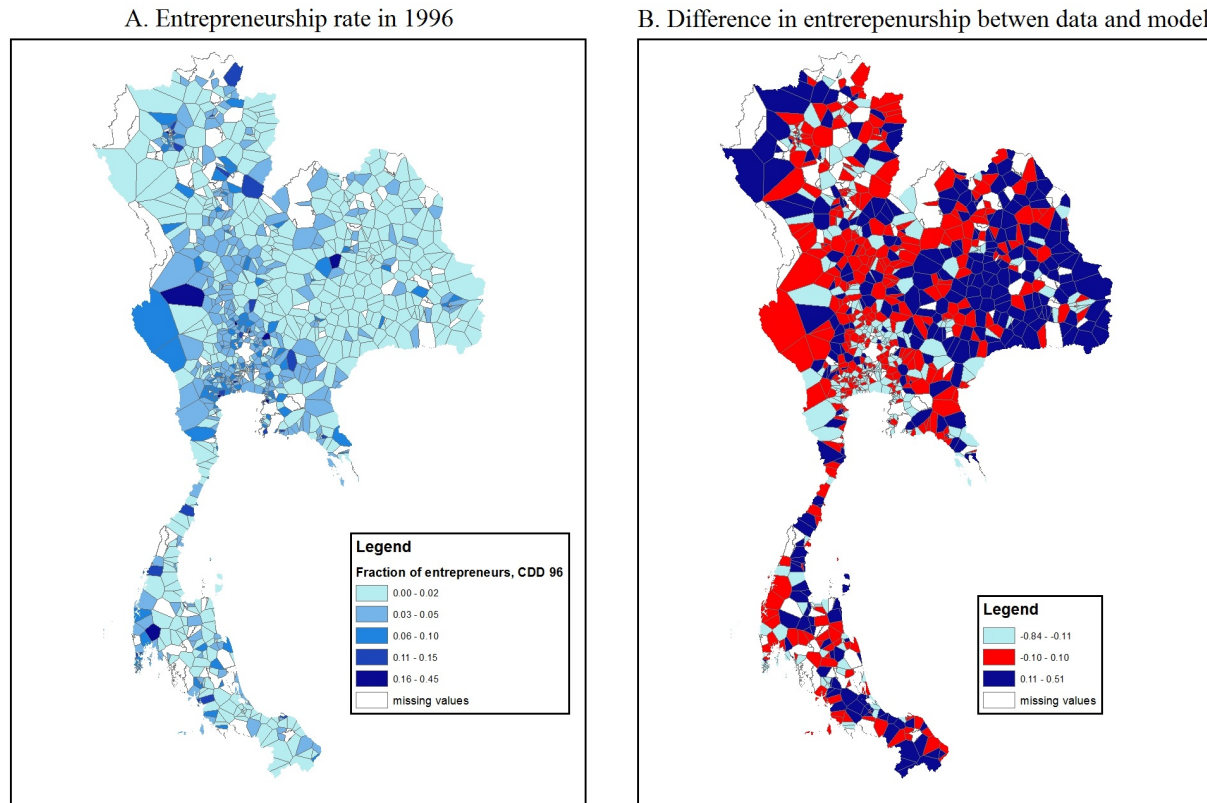 A. Entrepreneurship rate in 1996
B. Difference in entrerepenurship betwen data and model
Legend
Fraction of entrepreneurs, CDD 96
0.00 - 0.02
0.03 - 0.05
0.06 - 0.10
0.11 - 0.15
0.16 - 0.45
missing values
Legend
-0.84 - -0.11
-0.10 - 0.10
0.11 - 0.51
missing values